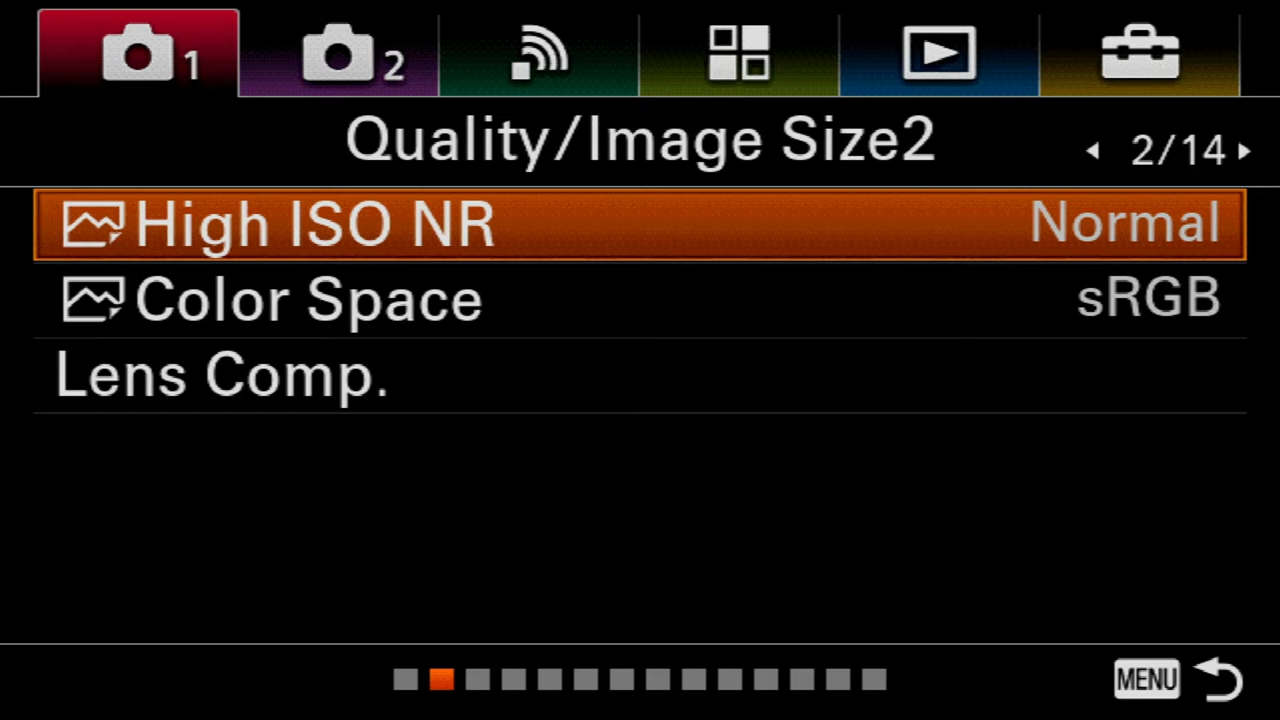 1
2
Quality/Image Size2
2/14
High ISO NR Normal
Color Space sRGB
Lens Comp.
MENU